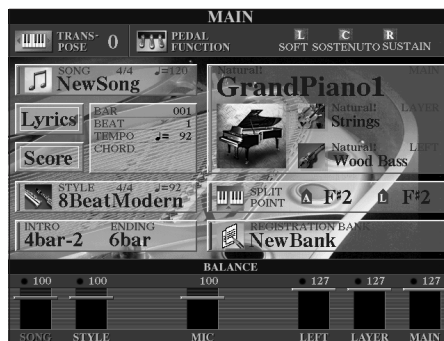 MAIN
TRANS-POSE 0
PEDAL FUNCTION
L C R
SOFT SOSTENUTO SUSTAIN
SONG 4/4 ♩=120
NewSong
Lyrics
Score
BAR 001
BEAT 1
TEMPO ♩= 92
CHORD
STYLE 4/4 ♩=92
8BeatModern
INTRO ENDING
4bar-2 6bar
Natural! MAIN
GrandPiano1
Natural! LAYER
Strings
Natural! LEFT
Wood Bass
SPLIT POINT A F♯2 L F♯2
REGISTRATION BANK
NewBank
BALANCE
100 100 100 127 127 127
SONG STYLE MIC LEFT LAYER MAIN